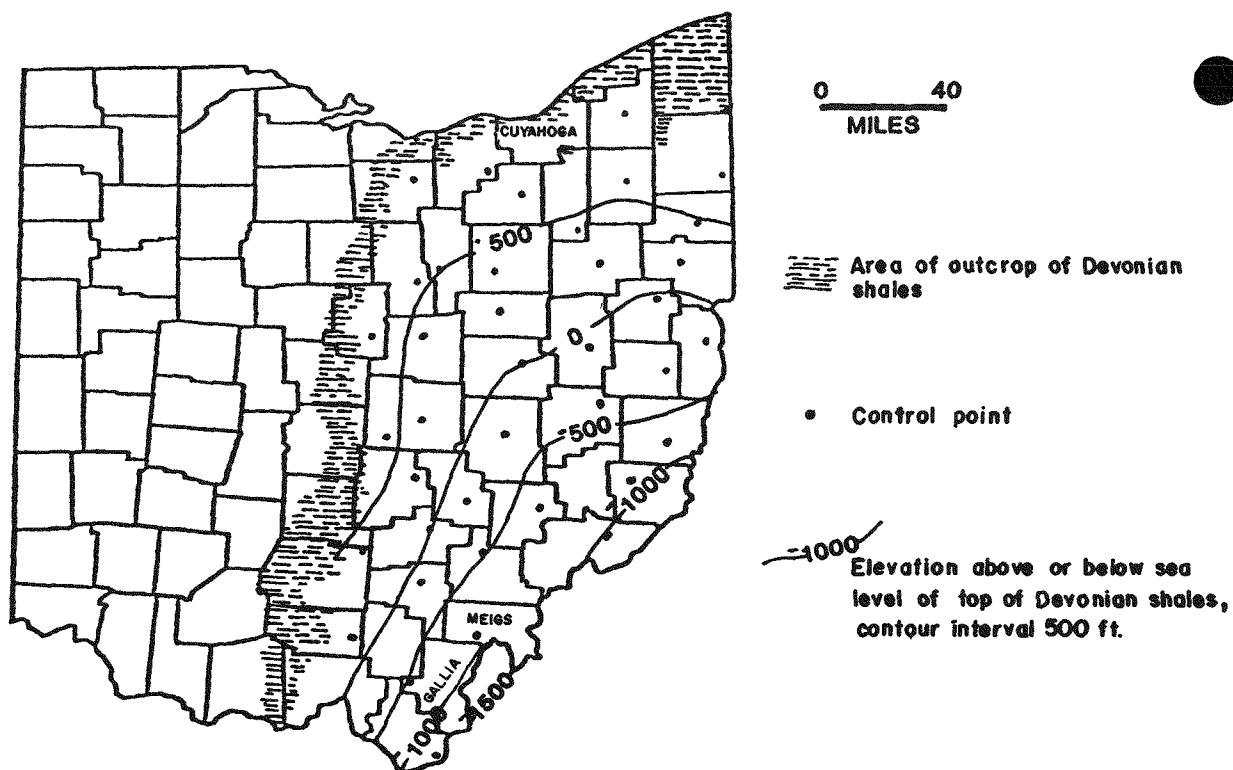 CUYAHOGA
500
0
-500
-1000
MEIGS
GALLIA
-1000
-1500
0 40
MILES
Area of outcrop of Devonian
shales
Control point
-1000
Elevation above or below sea
level of top of Devonian shales,
contour interval 500 ft.